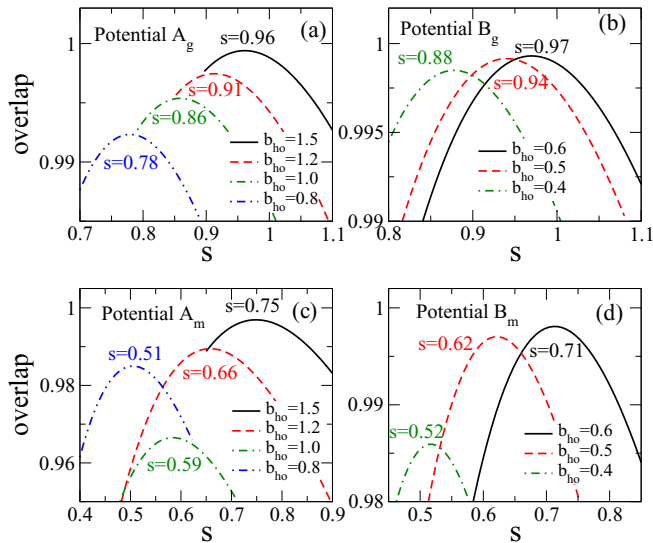 (a)
Potential A_g
s=0.96
s=0.91
s=0.86
s=0.78
b_ho=1.5
b_ho=1.2
b_ho=1.0
b_ho=0.8
1
0.99
overlap
0.7 0.8 0.9 1 1.1
s
(b)
Potential B_g
s=0.97
s=0.88
s=0.94
b_ho=0.6
b_ho=0.5
b_ho=0.4
1
0.995
0.99
0.8 0.9 1 1.1
s
(c)
Potential A_m
s=0.75
s=0.51
s=0.66
s=0.59
b_ho=1.5
b_ho=1.2
b_ho=1.0
b_ho=0.8
1
0.98
0.96
overlap
0.4 0.5 0.6 0.7 0.8 0.9
s
(d)
Potential B_m
s=0.62
s=0.71
s=0.52
b_ho=0.6
b_ho=0.5
b_ho=0.4
1
0.99
0.98
0.5 0.6 0.7 0.8
s